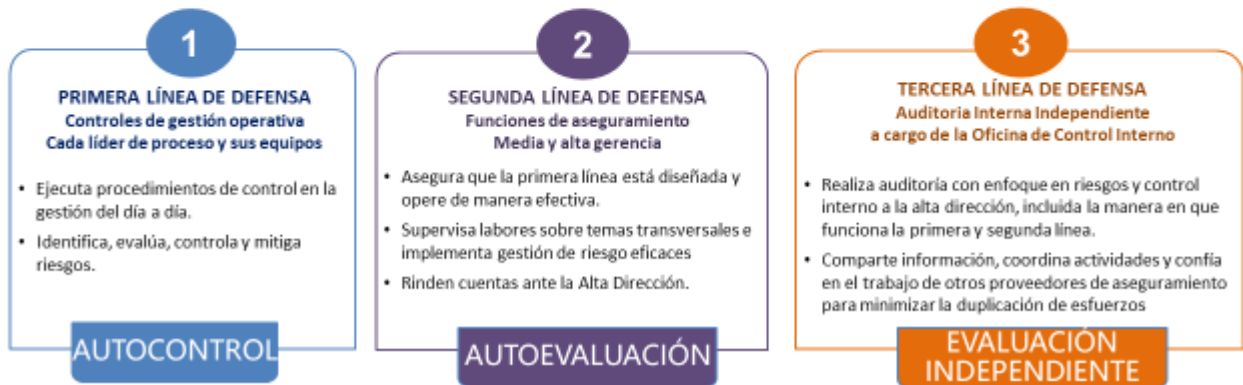 1
PRIMERA LÍNEA DE DEFENSA
Controles de gestión operativa
Cada líder de proceso y sus equipos
• Ejecuta procedimientos de control en la
gestión del día a día.
• Identifica, evalúa, controla y mitiga
riesgos.
AUTOCONTROL
2
SEGUNDA LÍNEA DE DEFENSA
Funciones de aseguramiento
Media y alta gerencia
• Asegura que la primera línea está diseñada y
opere de manera efectiva.
• Supervisa labores sobre temas transversales e
implementa gestión de riesgo eficaces
• Rinden cuentas ante la Alta Dirección.
AUTOEVALUACIÓN
3
TERCERA LÍNEA DE DEFENSA
Auditoria Interna Independiente
a cargo de la Oficina de Control Interno
• Realiza auditoría con enfoque en riesgos y control
interno a la alta dirección, incluida la manera en que
funciona la primera y segunda línea.
• Comparte información, coordina actividades y confía
en el trabajo de otros proveedores de aseguramiento
para minimizar la duplicación de esfuerzos
EVALUACIÓN
INDEPENDIENTE